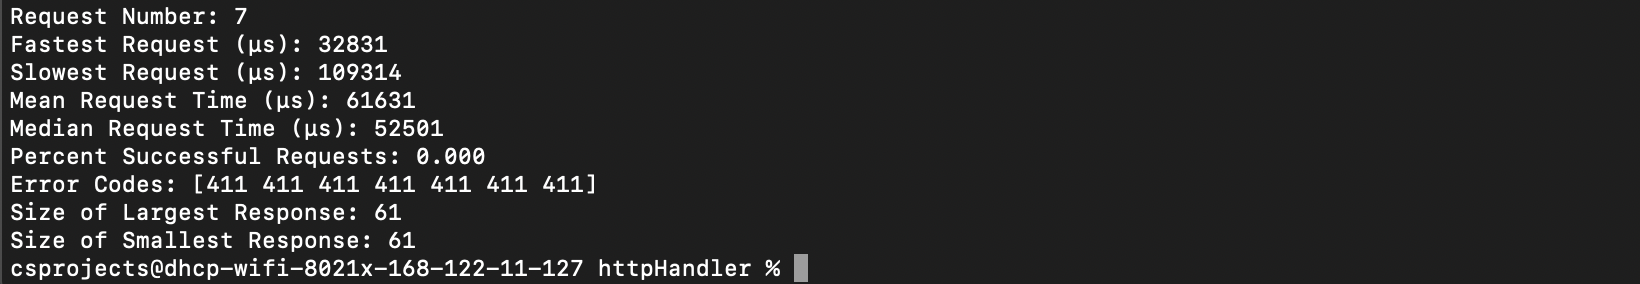 Request Number: 7
Fastest Request (μs): 32831
Slowest Request (μs): 109314
Mean Request Time (μs): 61631
Median Request Time (μs): 52501
Percent Successful Requests: 0.000
Error Codes: [411 411 411 411 411 411 411]
Size of Largest Response: 61
Size of Smallest Response: 61
csprojects@dhcp-wifi-8021x-168-122-11-127 httpHandler %